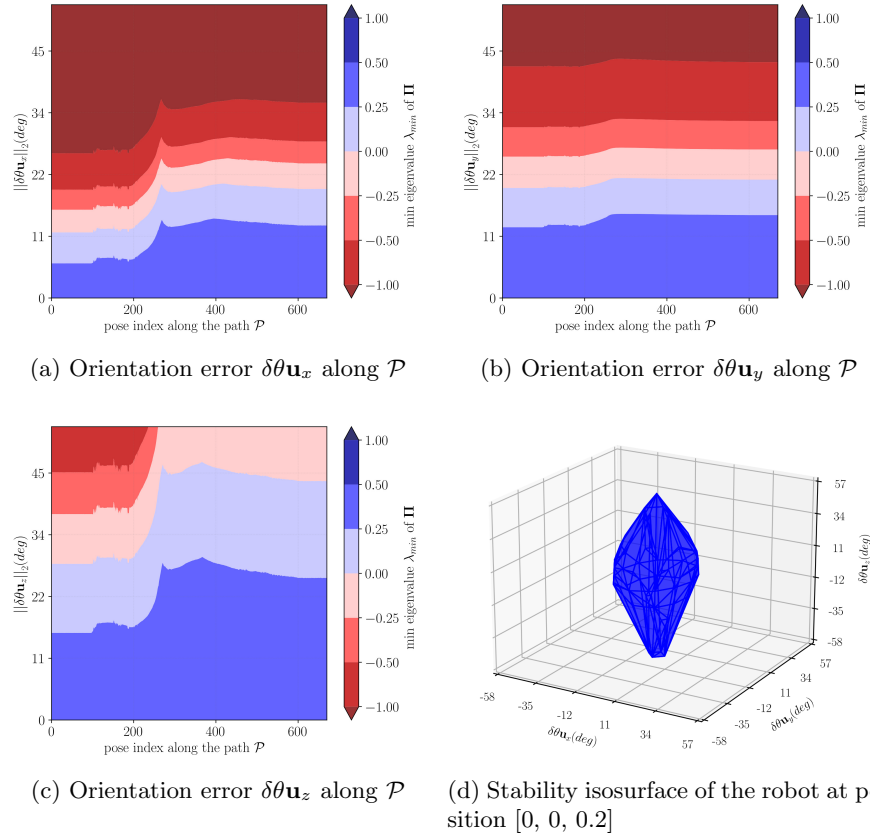 1.00
0.50
0.25
0.00
−0.25
−0.50
−1.00
min eigenvalue λmin of Π
45
34
22
11
0
||δθu_x||_2(deg)
0 200 400 600
pose index along the path 𝒫
(a) Orientation error δθu_x along 𝒫
1.00
0.50
0.25
0.00
−0.25
−0.50
−1.00
min eigenvalue λmin of Π
45
34
22
11
0
||δθu_y||_2(deg)
0 200 400 600
pose index along the path 𝒫
(b) Orientation error δθu_y along 𝒫
1.00
0.50
0.25
0.00
−0.25
−0.50
−1.00
min eigenvalue λmin of Π
45
34
22
11
0
||δθu_z||_2(deg)
0 200 400 600
pose index along the path 𝒫
(c) Orientation error δθu_z along 𝒫
57
34
11
-12
-35
-58
δθu_z(deg)
-58 -35 -12 11 34 57
δθu_x(deg)
-58 -35 -12 11 34 57
δθu_y(deg)
(d) Stability isosurface of the robot at p-
sition [0, 0, 0.2]